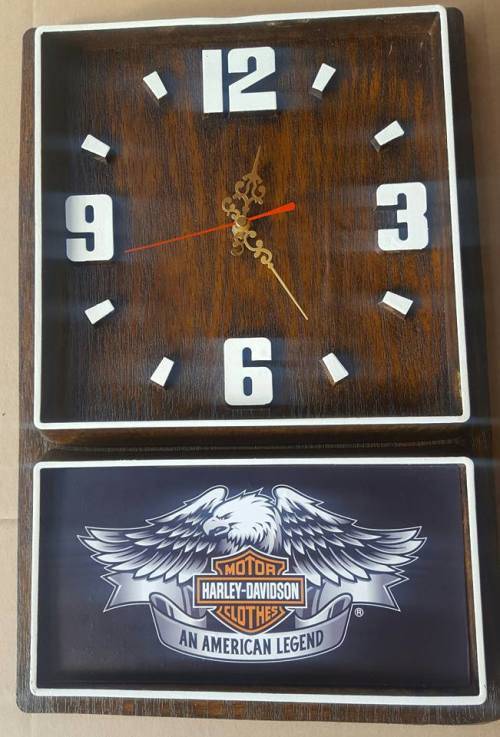 12
9
3
6
MOTOR
HARLEY-DAVIDSON
CLOTHES
®
AN AMERICAN LEGEND